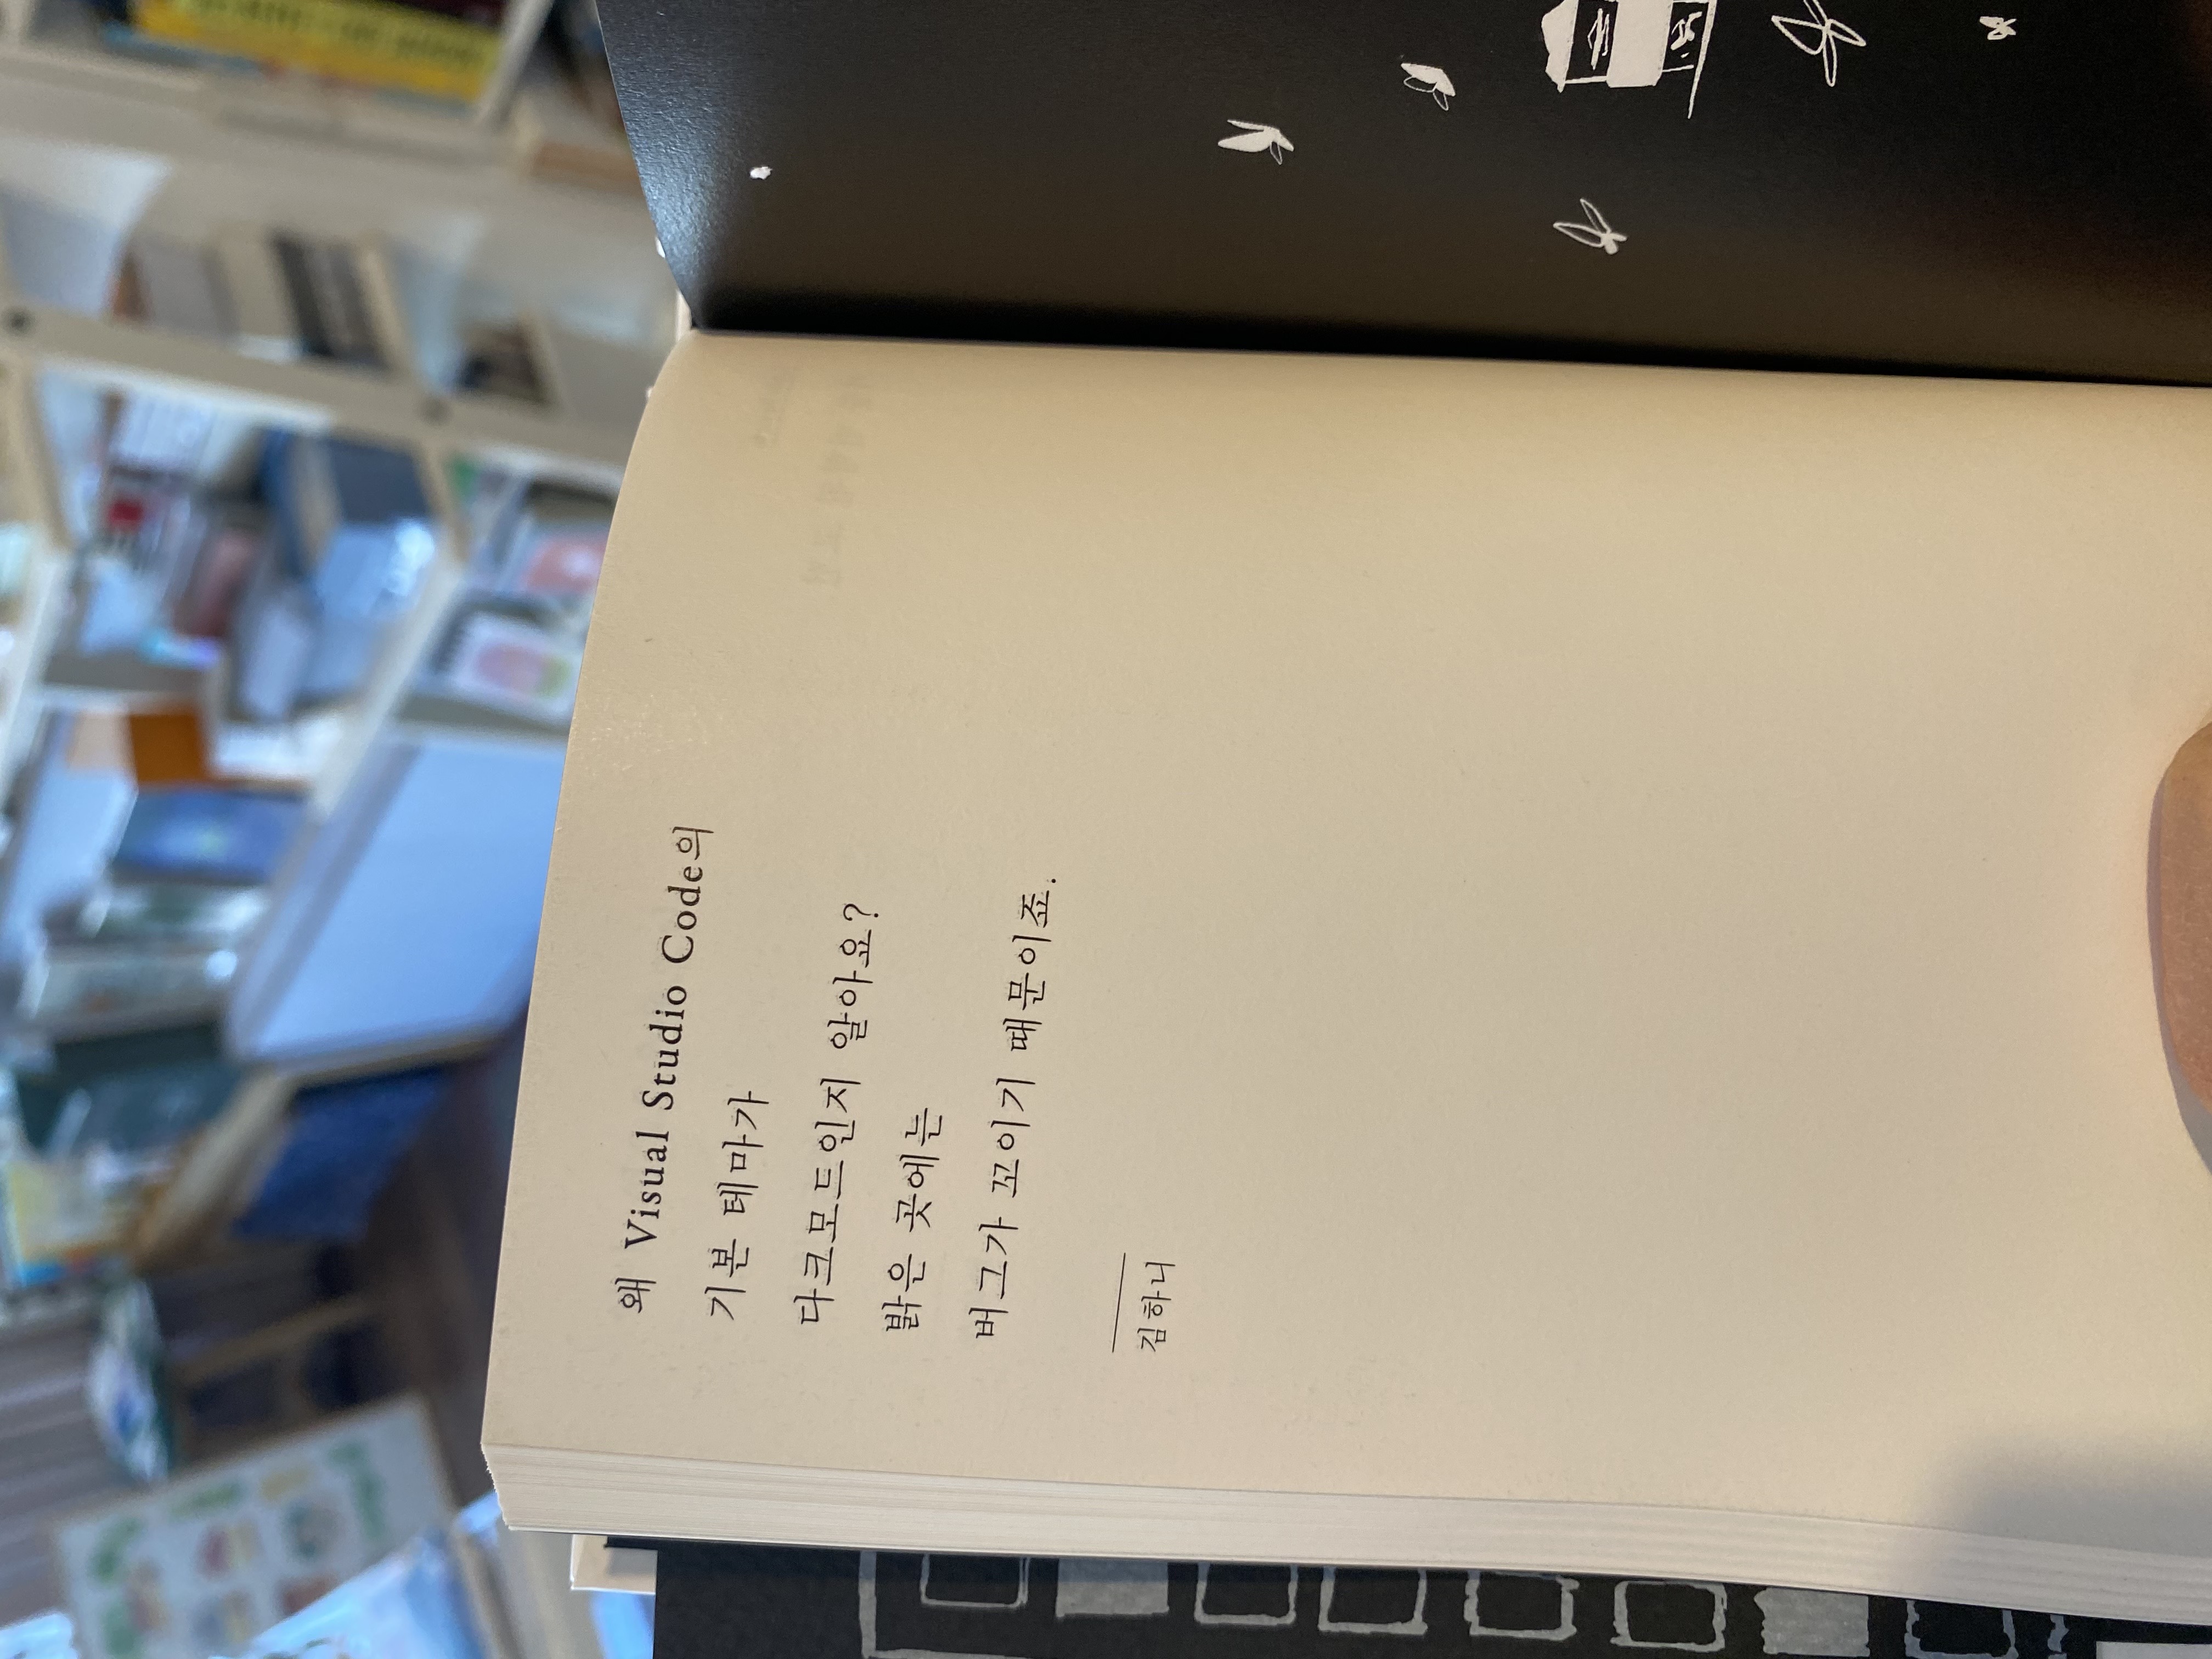 왜 Visual Studio Code의
기본 테마가
다크모드인지 알아요?
밝은 곳에는
버그가 꼬이기 때문이죠.
김하니